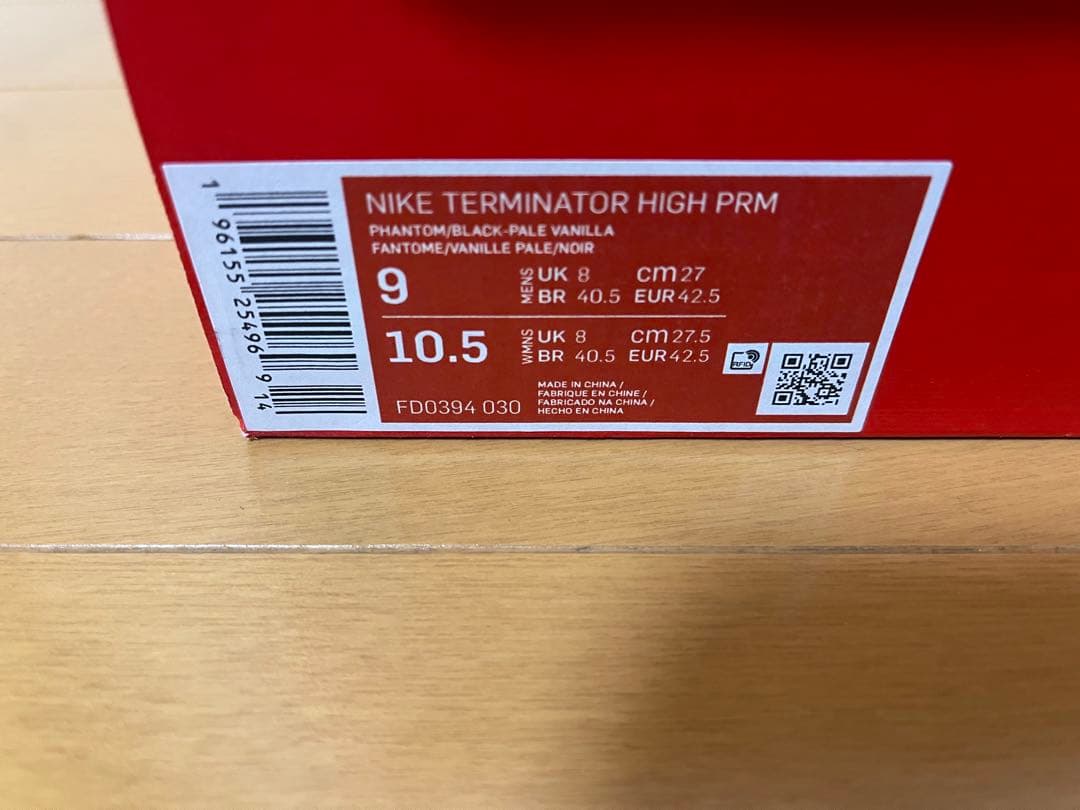 NIKE TERMINATOR HIGH PRM
PHANTOM/BLACK-PALE VANILLA
FANTOME/VANILLE PALE/NOIR
9 MENS UK 8 cm 27
BR 40.5 EUR 42.5
10.5 WMNS UK 8 cm 27.5
BR 40.5 EUR 42.5
RFID
FD0394 030
MADE IN CHINA /
FABRIQUE EN CHINE /
FABRICADO NA CHINA /
HECHO EN CHINA
1 96155 25496 9 14